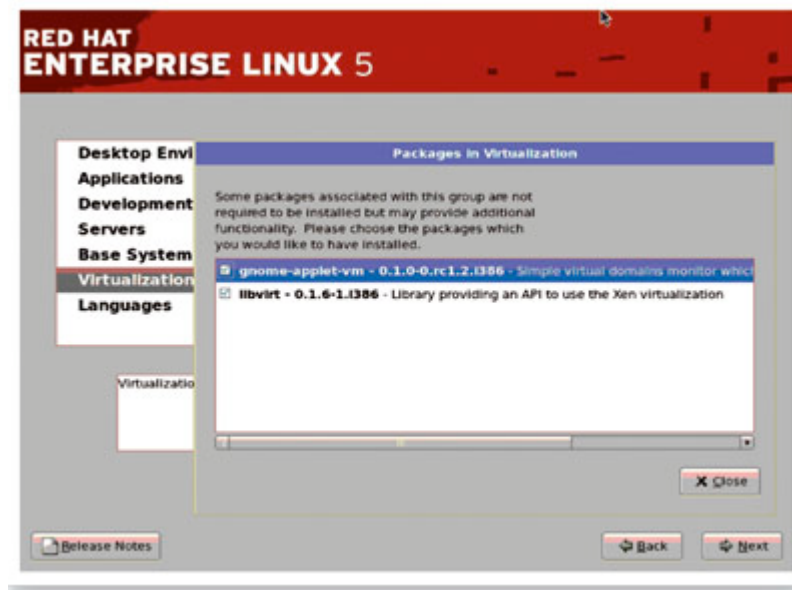 RED HAT
ENTERPRISE LINUX 5
Desktop Envi
Applications
Development
Servers
Base System
Virtualization
Languages
Virtualizatio
Packages in Virtualization
Some packages associated with this group are not
required to be installed but may provide additional
functionality. Please choose the packages which
you would like to have installed.
gnome-applet-vm - 0.1.0-0.rc1.2.i386 - Simple virtual domains monitor which
libvirt - 0.1.6-1.i386 - Library providing an API to use the Xen virtualization
Close
Release Notes
Back
Next